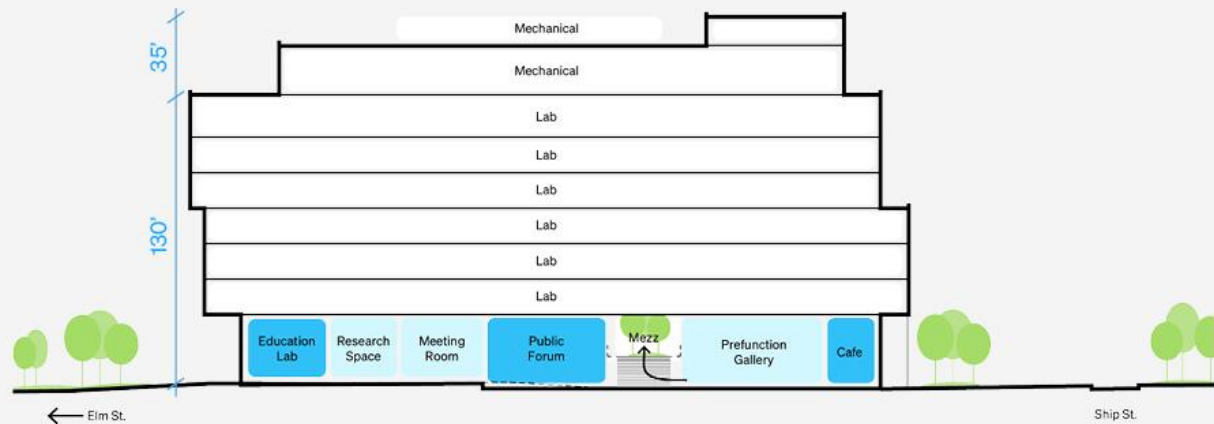 35'
Mechanical
Mechanical
Lab
Lab
Lab
130'
Lab
Lab
Lab
Education
Lab
Research
Space
Meeting
Room
Public
Forum
Mezz
Prefunction
Gallery
Cafe
Elm St.
Ship St.